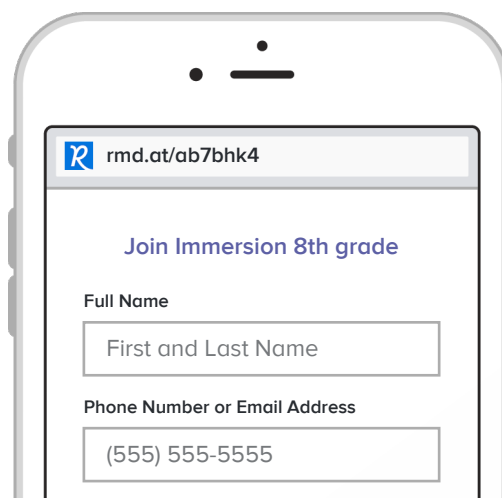 rmd.at/ab7bhk4
Join Immersion 8th grade
Full Name
First and Last Name
Phone Number or Email Address
(555) 555-5555